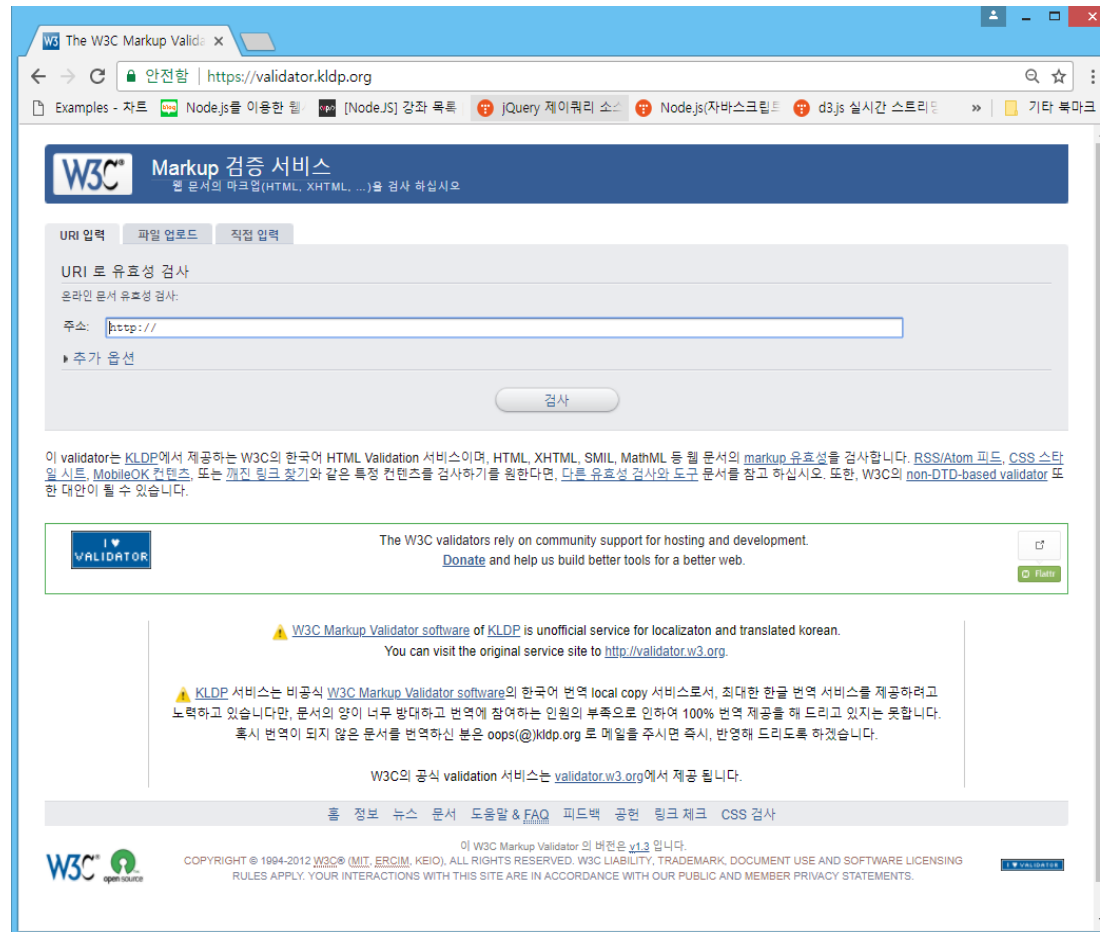 W3 The W3C Markup Valida
안전함 | https://validator.kldp.org
Examples - 차트 blog Node.js를 이용한 웹 [Node.JS] 강좌 목록 jQuery 제이쿼리 소스 Node.js(자바스크립트 d3.js 실시간 스트리밍 » 기타 북마크
W3C® Markup 검증 서비스
웹 문서의 마크업(HTML, XHTML, ...)을 검사 하십시오
URI 입력 파일 업로드 직접 입력
URI 로 유효성 검사
온라인 문서 유효성 검사:
주소: http://
추가 옵션
검사
이 validator는 KLDP에서 제공하는 W3C의 한국어 HTML Validation 서비스이며, HTML, XHTML, SMIL, MathML 등 웹 문서의 markup 유효성을 검사합니다. RSS/Atom 피드, CSS 스타
일 시트, MobileOK 컨텐츠, 또는 깨진 링크 찾기와 같은 특정 컨텐츠를 검사하기를 원한다면, 다른 유효성 검사와 도구 문서를 참고 하십시오. 또한, W3C의 non-DTD-based validator 또
한 대안이 될 수 있습니다.
I ♥
VALIDATOR
The W3C validators rely on community support for hosting and development.
Donate and help us build better tools for a better web.
Flattr
W3C Markup Validator software of KLDP is unofficial service for localizaton and translated korean.
You can visit the original service site to http://validator.w3.org.
KLDP 서비스는 비공식 W3C Markup Validator software의 한국어 번역 local copy 서비스로서, 최대한 한글 번역 서비스를 제공하려고
노력하고 있습니다만, 문서의 양이 너무 방대하고 번역에 참여하는 인원의 부족으로 인하여 100% 번역 제공을 해 드리고 있지는 못합니다.
혹시 번역이 되지 않은 문서를 번역하신 분은 oops(@)kldp.org 로 메일을 주시면 즉시, 반영해 드리도록 하겠습니다.
W3C의 공식 validation 서비스는 validator.w3.org에서 제공 됩니다.
홈 정보 뉴스 문서 도움말 & FAQ 피드백 공헌 링크 체크 CSS 검사
이 W3C Markup Validator 의 버전은 v1.3 입니다.
W3C® open source COPYRIGHT © 1994-2012 W3C® (MIT, ERCIM, KEIO), ALL RIGHTS RESERVED. W3C LIABILITY, TRADEMARK, DOCUMENT USE AND SOFTWARE LICENSING
RULES APPLY. YOUR INTERACTIONS WITH THIS SITE ARE IN ACCORDANCE WITH OUR PUBLIC AND MEMBER PRIVACY STATEMENTS.
I ♥ VALIDATOR